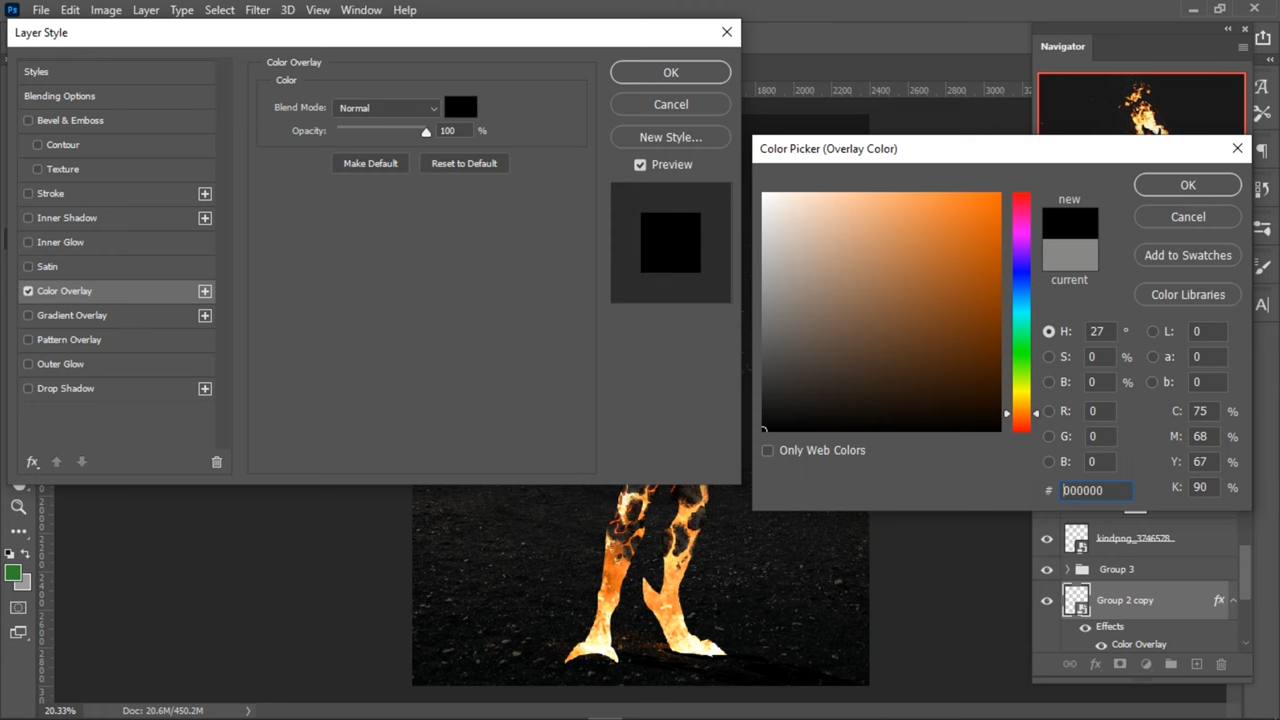 Ps File Edit Image Layer Type Select Filter 3D View Window Help
Layer Style
Styles
Blending Options
Bevel & Emboss
Contour
Texture
Stroke
Inner Shadow
Inner Glow
Satin
Color Overlay
Gradient Overlay
Pattern Overlay
Outer Glow
Drop Shadow
fx
Color Overlay
Color
Blend Mode: Normal
Opacity: 100 %
Make Default Reset to Default
OK
Cancel
New Style...
Preview
1800 2000 2200 2400 2600 2800 3000
Navigator
Color Picker (Overlay Color)
new
current
OK
Cancel
Add to Swatches
Color Libraries
H: 27 ° L: 0
S: 0 % a: 0
B: 0 % b: 0
R: 0 C: 75 %
G: 0 M: 68 %
B: 0 Y: 67 %
# 000000 K: 90 %
Only Web Colors
kindpng_3746578...
Group 3
Group 2 copy fx
Effects
Color Overlay
fx
20.33% Doc: 20.6M/450.2M